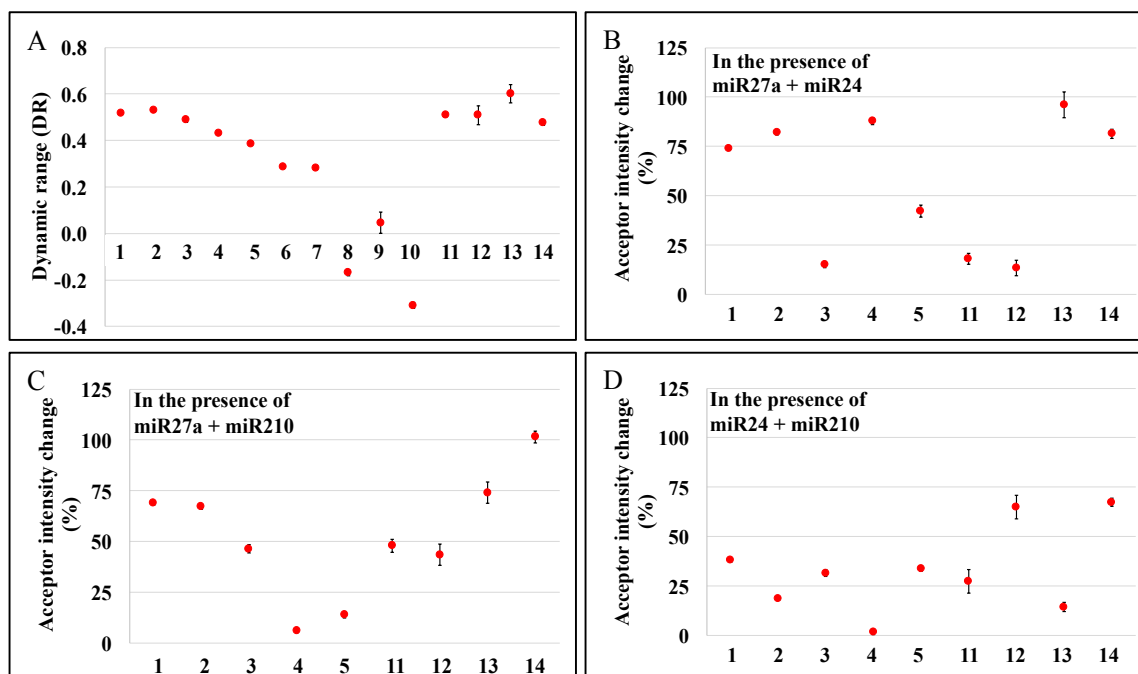 A
Dynamic range (DR)
0.8
0.6
0.4
0.2
0.0
-0.2
-0.4
1 2 3 4 5 6 7 8 9 10 11 12 13 14
B
In the presence of
miR27a + miR24
Acceptor intensity change
(%)
125
100
75
50
25
0
1 2 3 4 5 11 12 13 14
C
In the presence of
miR27a + miR210
Acceptor intensity change
(%)
125
100
75
50
25
0
1 2 3 4 5 11 12 13 14
D
In the presence of
miR24 + miR210
Acceptor intensity change
(%)
125
100
75
50
25
0
1 2 3 4 5 11 12 13 14